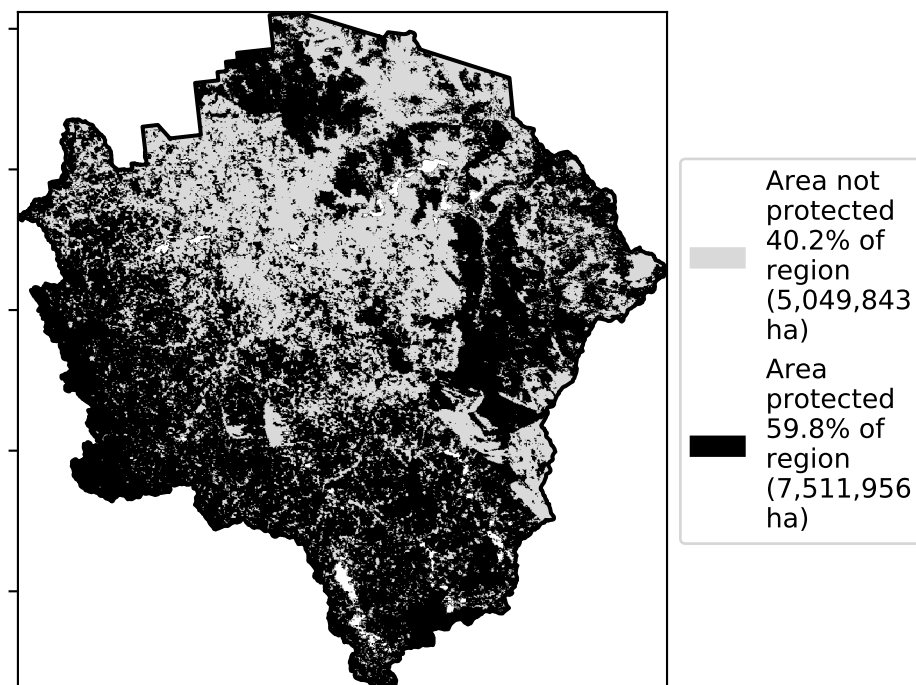 Area not
protected
40.2% of
region
(5,049,843
ha)
Area
protected
59.8% of
region
(7,511,956
ha)